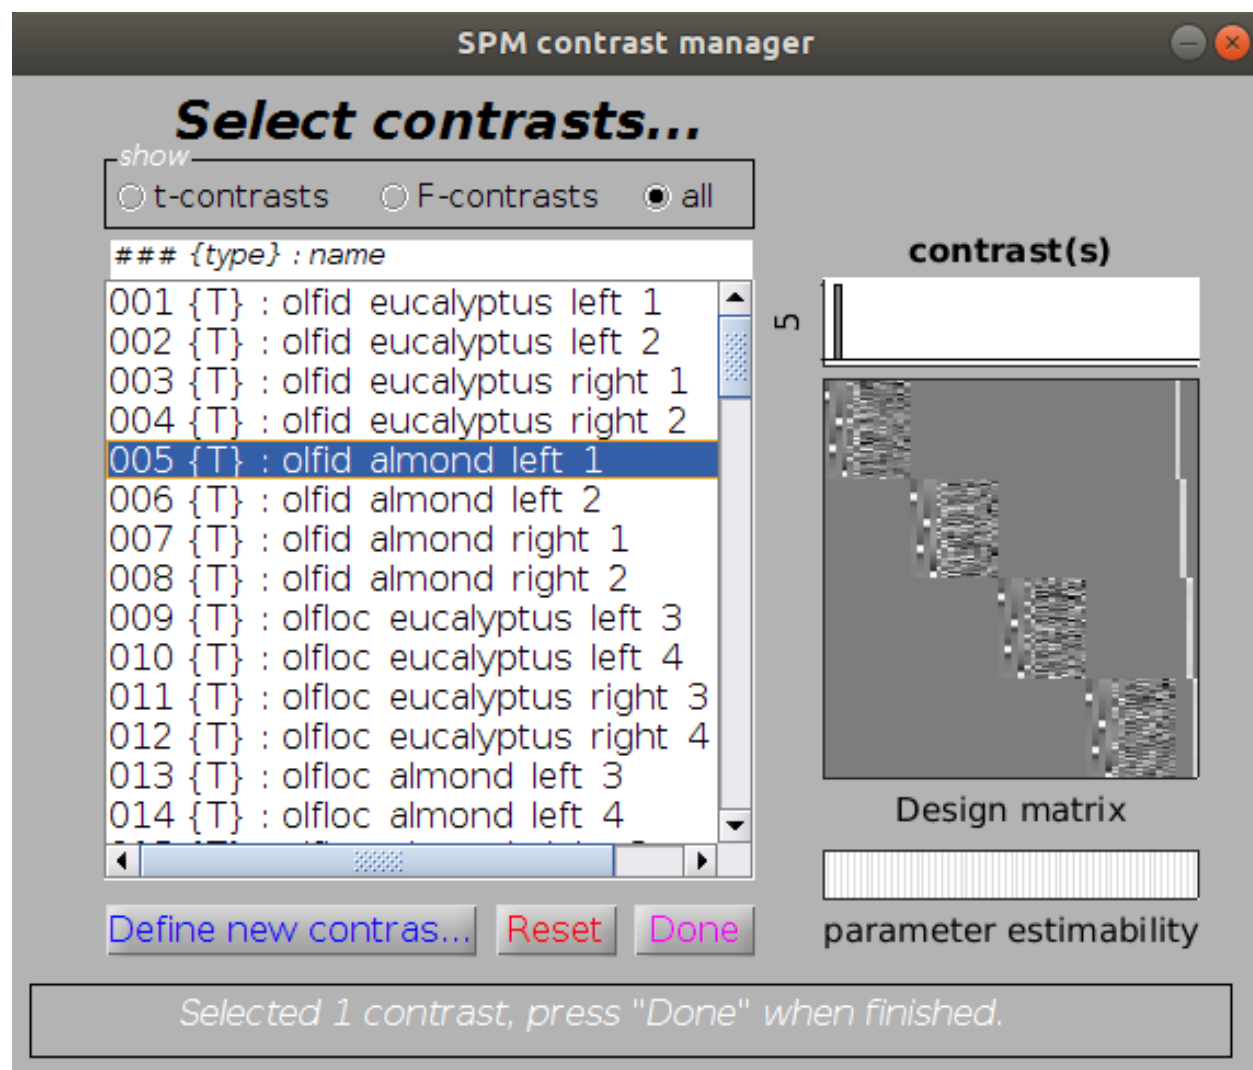 SPM contrast manager
Select contrasts...
show
t-contrasts F-contrasts all
### {type} : name
001 {T} : olfid eucalyptus left 1
002 {T} : olfid eucalyptus left 2
003 {T} : olfid eucalyptus right 1
004 {T} : olfid eucalyptus right 2
005 {T} : olfid almond left 1
006 {T} : olfid almond left 2
007 {T} : olfid almond right 1
008 {T} : olfid almond right 2
009 {T} : olfloc eucalyptus left 3
010 {T} : olfloc eucalyptus left 4
011 {T} : olfloc eucalyptus right 3
012 {T} : olfloc eucalyptus right 4
013 {T} : olfloc almond left 3
014 {T} : olfloc almond left 4
contrast(s)
5
Design matrix
parameter estimability
Define new contras... Reset Done
Selected 1 contrast, press "Done" when finished.